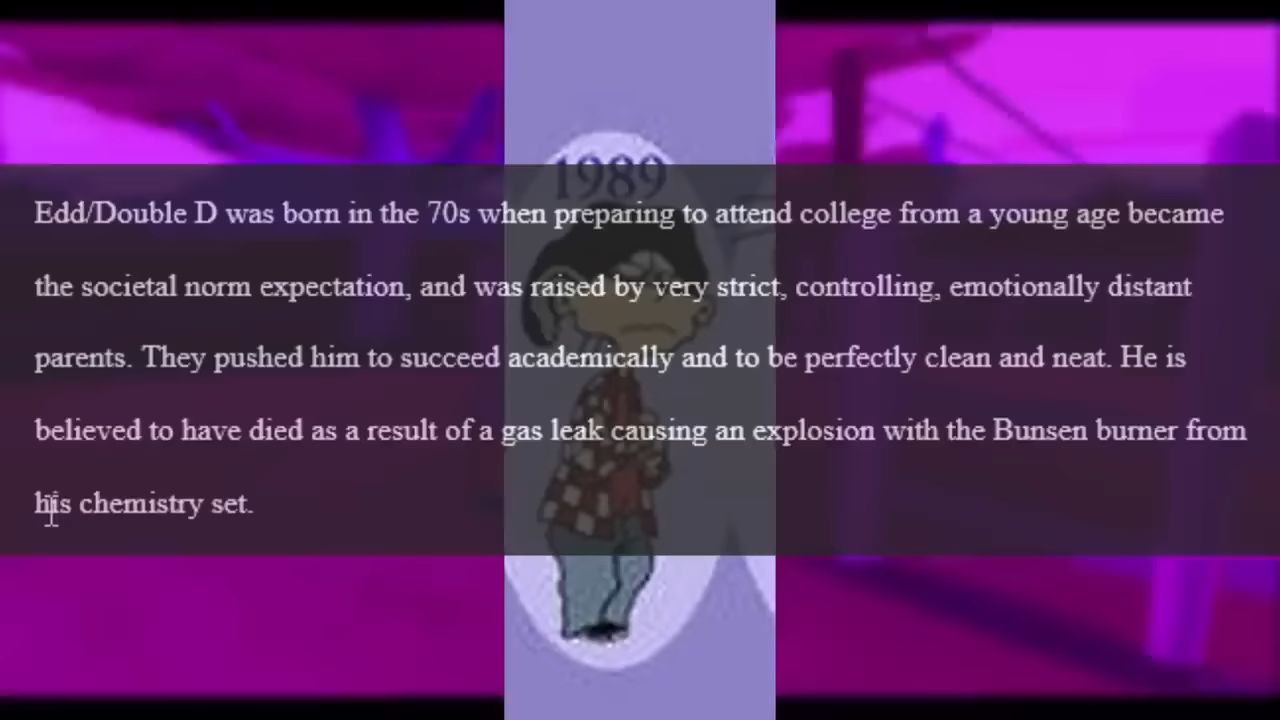 1989
Edd/Double D was born in the 70s when preparing to attend college from a young age became
the societal norm expectation, and was raised by very strict, controlling, emotionally distant
parents. They pushed him to succeed academically and to be perfectly clean and neat. He is
believed to have died as a result of a gas leak causing an explosion with the Bunsen burner from
his chemistry set.